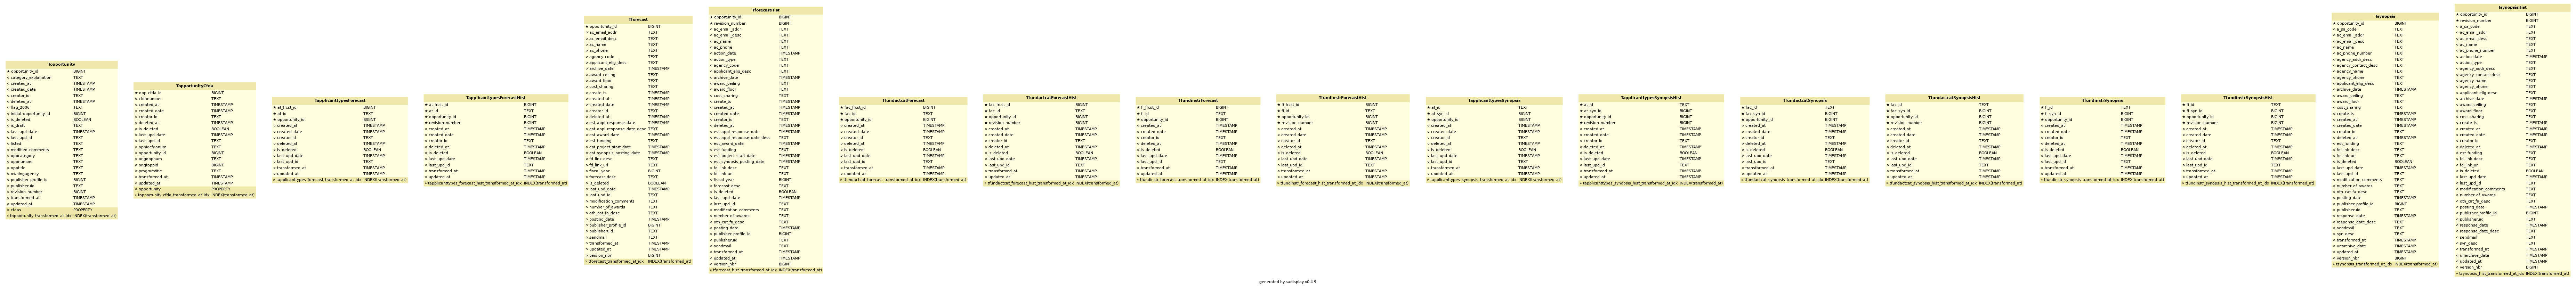 Topportunity
opportunity_id BIGINT
category_explanation TEXT
created_at TIMESTAMP
created_date TIMESTAMP
creator_id TEXT
deleted_at TIMESTAMP
flag_2006 TEXT
initial_opportunity_id BIGINT
is_deleted BOOLEAN
is_draft TEXT
last_upd_date TIMESTAMP
last_upd_id TEXT
listed TEXT
modified_comments TEXT
oppcategory TEXT
oppnumber TEXT
opptitle TEXT
owningagency TEXT
publisher_profile_id BIGINT
publisheruid TEXT
revision_number BIGINT
transformed_at TIMESTAMP
updated_at TIMESTAMP
cfdas PROPERTY
topportunity_transformed_at_idx INDEX(transformed_at)
TopportunityCfda
opp_cfda_id BIGINT
cfdanumber TEXT
created_at TIMESTAMP
created_date TIMESTAMP
creator_id TEXT
deleted_at TIMESTAMP
is_deleted BOOLEAN
last_upd_date TIMESTAMP
last_upd_id TEXT
oppidcfdanum TEXT
opportunity_id BIGINT
origoppnum TEXT
origtoppid BIGINT
programtitle TEXT
transformed_at TIMESTAMP
updated_at TIMESTAMP
opportunity PROPERTY
topportunity_cfda_transformed_at_idx INDEX(transformed_at)
TapplicanttypesForecast
at_frcst_id BIGINT
at_id TEXT
opportunity_id BIGINT
created_at TIMESTAMP
created_date TIMESTAMP
creator_id TEXT
deleted_at TIMESTAMP
is_deleted BOOLEAN
last_upd_date TIMESTAMP
last_upd_id TEXT
transformed_at TIMESTAMP
updated_at TIMESTAMP
tapplicanttypes_forecast_transformed_at_idx INDEX(transformed_at)
TapplicanttypesForecastHist
at_frcst_id BIGINT
at_id TEXT
opportunity_id BIGINT
revision_number BIGINT
created_at TIMESTAMP
created_date TIMESTAMP
creator_id TEXT
deleted_at TIMESTAMP
is_deleted BOOLEAN
last_upd_date TIMESTAMP
last_upd_id TEXT
transformed_at TIMESTAMP
updated_at TIMESTAMP
tapplicanttypes_forecast_hist_transformed_at_idx INDEX(transformed_at)
Tforecast
opportunity_id BIGINT
ac_email_addr TEXT
ac_email_desc TEXT
ac_name TEXT
ac_phone TEXT
agency_code TEXT
applicant_elig_desc TEXT
archive_date TIMESTAMP
award_ceiling TEXT
award_floor TEXT
cost_sharing TEXT
create_ts TIMESTAMP
created_at TIMESTAMP
created_date TIMESTAMP
creator_id TEXT
deleted_at TIMESTAMP
est_appl_response_date TIMESTAMP
est_appl_response_date_desc TEXT
est_award_date TIMESTAMP
est_funding TEXT
est_project_start_date TIMESTAMP
est_synopsis_posting_date TIMESTAMP
fd_link_desc TEXT
fd_link_url TEXT
fiscal_year BIGINT
forecast_desc TEXT
is_deleted BOOLEAN
last_upd_date TIMESTAMP
last_upd_id TEXT
modification_comments TEXT
number_of_awards TEXT
oth_cat_fa_desc TEXT
posting_date TIMESTAMP
publisher_profile_id BIGINT
publisheruid TEXT
sendmail TEXT
transformed_at TIMESTAMP
updated_at TIMESTAMP
version_nbr BIGINT
tforecast_transformed_at_idx INDEX(transformed_at)
TforecastHist
opportunity_id BIGINT
revision_number BIGINT
ac_email_addr TEXT
ac_email_desc TEXT
ac_name TEXT
ac_phone TEXT
action_date TIMESTAMP
action_type TEXT
agency_code TEXT
applicant_elig_desc TEXT
archive_date TIMESTAMP
award_ceiling TEXT
award_floor TEXT
cost_sharing TEXT
create_ts TIMESTAMP
created_at TIMESTAMP
created_date TIMESTAMP
creator_id TEXT
deleted_at TIMESTAMP
est_appl_response_date TIMESTAMP
est_appl_response_date_desc TEXT
est_award_date TIMESTAMP
est_funding TEXT
est_project_start_date TIMESTAMP
est_synopsis_posting_date TIMESTAMP
fd_link_desc TEXT
fd_link_url TEXT
fiscal_year BIGINT
forecast_desc TEXT
is_deleted BOOLEAN
last_upd_date TIMESTAMP
last_upd_id TEXT
modification_comments TEXT
number_of_awards TEXT
oth_cat_fa_desc TEXT
posting_date TIMESTAMP
publisher_profile_id BIGINT
publisheruid TEXT
sendmail TEXT
transformed_at TIMESTAMP
updated_at TIMESTAMP
version_nbr BIGINT
tforecast_hist_transformed_at_idx INDEX(transformed_at)
TfundactcatForecast
fac_frcst_id BIGINT
fac_id TEXT
opportunity_id BIGINT
created_at TIMESTAMP
created_date TIMESTAMP
creator_id TEXT
deleted_at TIMESTAMP
is_deleted BOOLEAN
last_upd_date TIMESTAMP
last_upd_id TEXT
transformed_at TIMESTAMP
updated_at TIMESTAMP
tfundactcat_forecast_transformed_at_idx INDEX(transformed_at)
TfundactcatForecastHist
fac_frcst_id BIGINT
fac_id TEXT
opportunity_id BIGINT
revision_number BIGINT
created_at TIMESTAMP
created_date TIMESTAMP
creator_id TEXT
deleted_at TIMESTAMP
is_deleted BOOLEAN
last_upd_date TIMESTAMP
last_upd_id TEXT
transformed_at TIMESTAMP
updated_at TIMESTAMP
tfundactcat_forecast_hist_transformed_at_idx INDEX(transformed_at)
TfundinstrForecast
fi_frcst_id BIGINT
fi_id TEXT
opportunity_id BIGINT
created_at TIMESTAMP
created_date TIMESTAMP
creator_id TEXT
deleted_at TIMESTAMP
is_deleted BOOLEAN
last_upd_date TIMESTAMP
last_upd_id TEXT
transformed_at TIMESTAMP
updated_at TIMESTAMP
tfundinstr_forecast_transformed_at_idx INDEX(transformed_at)
TfundinstrForecastHist
fi_frcst_id BIGINT
fi_id TEXT
opportunity_id BIGINT
revision_number BIGINT
created_at TIMESTAMP
created_date TIMESTAMP
creator_id TEXT
deleted_at TIMESTAMP
is_deleted BOOLEAN
last_upd_date TIMESTAMP
last_upd_id TEXT
transformed_at TIMESTAMP
updated_at TIMESTAMP
tfundinstr_forecast_hist_transformed_at_idx INDEX(transformed_at)
TapplicanttypesSynopsis
at_id TEXT
at_syn_id BIGINT
opportunity_id BIGINT
created_at TIMESTAMP
created_date TIMESTAMP
creator_id TEXT
deleted_at TIMESTAMP
is_deleted BOOLEAN
last_upd_date TIMESTAMP
last_upd_id TEXT
transformed_at TIMESTAMP
updated_at TIMESTAMP
tapplicanttypes_synopsis_transformed_at_idx INDEX(transformed_at)
TapplicanttypesSynopsisHist
at_id TEXT
at_syn_id BIGINT
opportunity_id BIGINT
revision_number BIGINT
created_at TIMESTAMP
created_date TIMESTAMP
creator_id TEXT
deleted_at TIMESTAMP
is_deleted BOOLEAN
last_upd_date TIMESTAMP
last_upd_id TEXT
transformed_at TIMESTAMP
updated_at TIMESTAMP
tapplicanttypes_synopsis_hist_transformed_at_idx INDEX(transformed_at)
TfundactcatSynopsis
fac_id TEXT
fac_syn_id BIGINT
opportunity_id BIGINT
created_at TIMESTAMP
created_date TIMESTAMP
creator_id TEXT
deleted_at TIMESTAMP
is_deleted BOOLEAN
last_upd_date TIMESTAMP
last_upd_id TEXT
transformed_at TIMESTAMP
updated_at TIMESTAMP
tfundactcat_synopsis_transformed_at_idx INDEX(transformed_at)
TfundactcatSynopsisHist
fac_id TEXT
fac_syn_id BIGINT
opportunity_id BIGINT
revision_number BIGINT
created_at TIMESTAMP
created_date TIMESTAMP
creator_id TEXT
deleted_at TIMESTAMP
is_deleted BOOLEAN
last_upd_date TIMESTAMP
last_upd_id TEXT
transformed_at TIMESTAMP
updated_at TIMESTAMP
tfundactcat_synopsis_hist_transformed_at_idx INDEX(transformed_at)
TfundinstrSynopsis
fi_id TEXT
fi_syn_id BIGINT
opportunity_id BIGINT
created_at TIMESTAMP
created_date TIMESTAMP
creator_id TEXT
deleted_at TIMESTAMP
is_deleted BOOLEAN
last_upd_date TIMESTAMP
last_upd_id TEXT
transformed_at TIMESTAMP
updated_at TIMESTAMP
tfundinstr_synopsis_transformed_at_idx INDEX(transformed_at)
TfundinstrSynopsisHist
fi_id TEXT
fi_syn_id BIGINT
opportunity_id BIGINT
revision_number BIGINT
created_at TIMESTAMP
created_date TIMESTAMP
creator_id TEXT
deleted_at TIMESTAMP
is_deleted BOOLEAN
last_upd_date TIMESTAMP
last_upd_id TEXT
transformed_at TIMESTAMP
updated_at TIMESTAMP
tfundinstr_synopsis_hist_transformed_at_idx INDEX(transformed_at)
Tsynopsis
opportunity_id BIGINT
a_sa_code TEXT
ac_email_addr TEXT
ac_email_desc TEXT
ac_name TEXT
ac_phone_number TEXT
agency_addr_desc TEXT
agency_contact_desc TEXT
agency_name TEXT
agency_phone TEXT
applicant_elig_desc TEXT
archive_date TIMESTAMP
award_ceiling TEXT
award_floor TEXT
cost_sharing TEXT
create_ts TIMESTAMP
created_at TIMESTAMP
created_date TIMESTAMP
creator_id TEXT
deleted_at TIMESTAMP
est_funding TEXT
fd_link_desc TEXT
fd_link_url TEXT
is_deleted BOOLEAN
last_upd_date TIMESTAMP
last_upd_id TEXT
modification_comments TEXT
number_of_awards TEXT
oth_cat_fa_desc TEXT
posting_date TIMESTAMP
publisher_profile_id BIGINT
publisheruid TEXT
response_date TIMESTAMP
response_date_desc TEXT
sendmail TEXT
syn_desc TEXT
transformed_at TIMESTAMP
unarchive_date TIMESTAMP
updated_at TIMESTAMP
version_nbr BIGINT
tsynopsis_transformed_at_idx INDEX(transformed_at)
TsynopsisHist
opportunity_id BIGINT
revision_number BIGINT
a_sa_code TEXT
ac_email_addr TEXT
ac_email_desc TEXT
ac_name TEXT
ac_phone_number TEXT
action_date TIMESTAMP
action_type TEXT
agency_addr_desc TEXT
agency_contact_desc TEXT
agency_name TEXT
agency_phone TEXT
applicant_elig_desc TEXT
archive_date TIMESTAMP
award_ceiling TEXT
award_floor TEXT
cost_sharing TEXT
create_ts TIMESTAMP
created_at TIMESTAMP
created_date TIMESTAMP
creator_id TEXT
deleted_at TIMESTAMP
est_funding TEXT
fd_link_desc TEXT
fd_link_url TEXT
is_deleted BOOLEAN
last_upd_date TIMESTAMP
last_upd_id TEXT
modification_comments TEXT
number_of_awards TEXT
oth_cat_fa_desc TEXT
posting_date TIMESTAMP
publisher_profile_id BIGINT
publisheruid TEXT
response_date TIMESTAMP
response_date_desc TEXT
sendmail TEXT
syn_desc TEXT
transformed_at TIMESTAMP
unarchive_date TIMESTAMP
updated_at TIMESTAMP
version_nbr BIGINT
tsynopsis_hist_transformed_at_idx INDEX(transformed_at)
generated by sadisplay v0.4.9